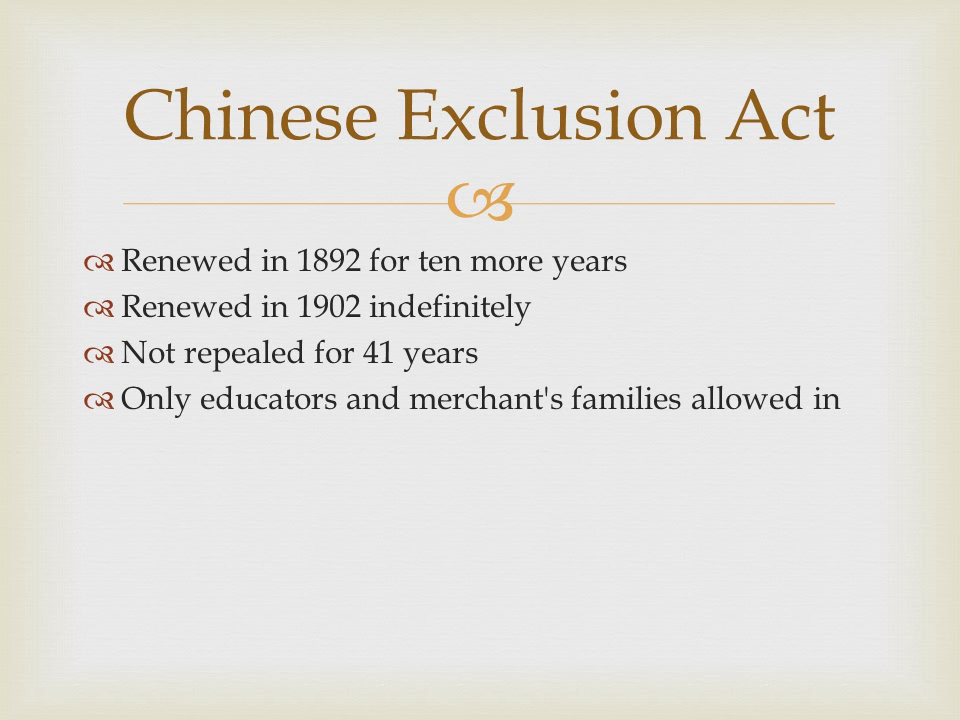 Chinese Exclusion Act
Renewed in 1892 for ten more years
Renewed in 1902 indefinitely
Not repealed for 41 years
Only educators and merchant's families allowed in